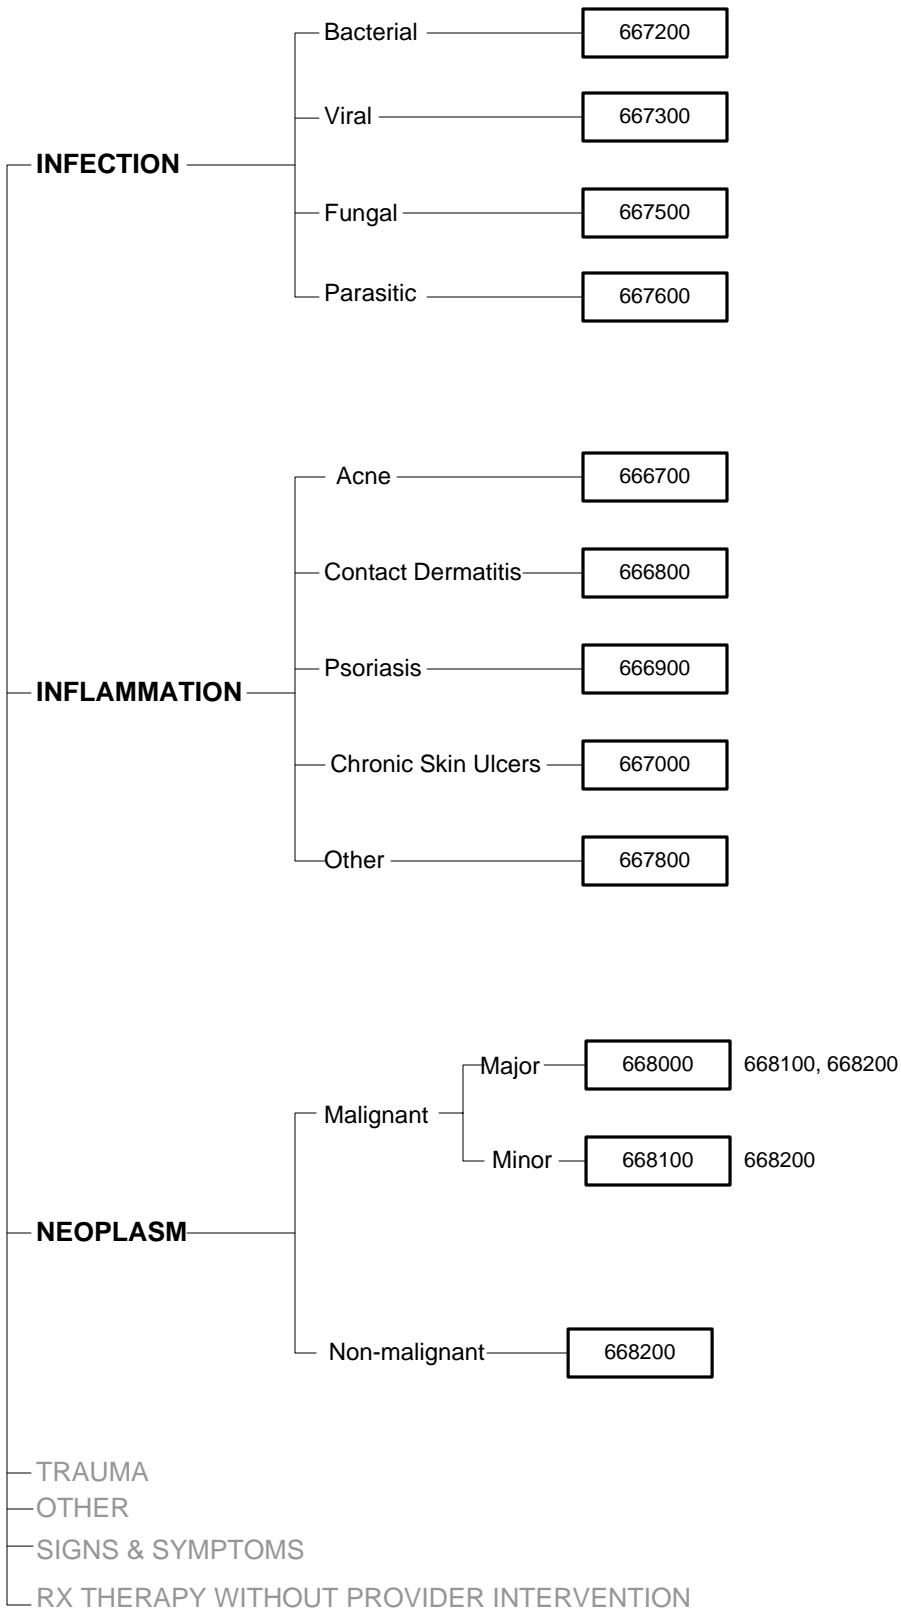 Bacterial 667200
Viral 667300
INFECTION
Fungal 667500
Parasitic 667600
Acne 666700
Contact Dermatitis 666800
Psoriasis 666900
INFLAMMATION
Chronic Skin Ulcers 667000
Other 667800
Major 668000 668100, 668200
Malignant
Minor 668100 668200
NEOPLASM
Non-malignant 668200
TRAUMA
OTHER
SIGNS & SYMPTOMS
RX THERAPY WITHOUT PROVIDER INTERVENTION